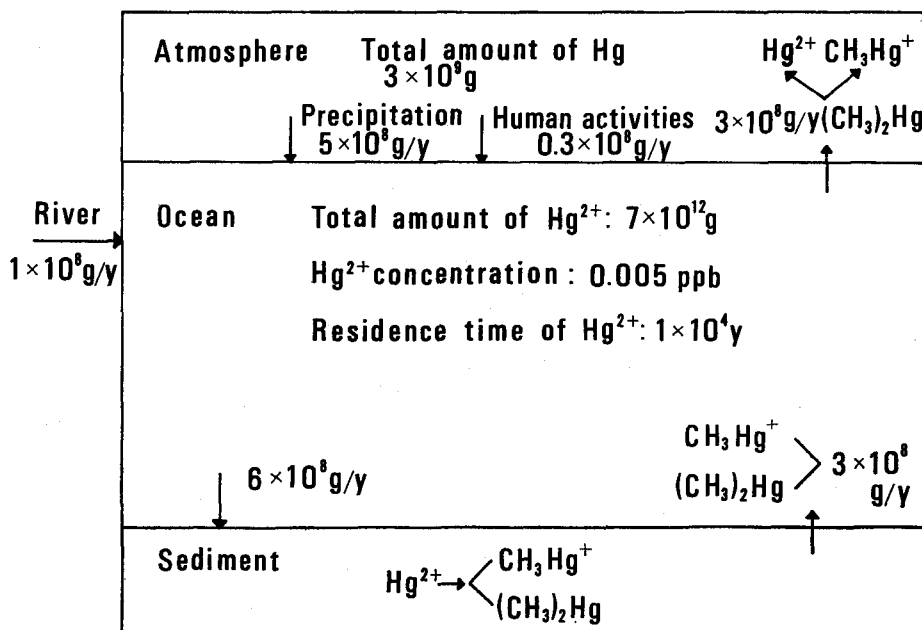 Atmosphere Total amount of Hg
3×10⁹g
Hg²⁺ CH₃Hg⁺
Precipitation
5×10⁸g/y
Human activities
0.3×10⁸g/y
3×10⁸g/y(CH₃)₂Hg
River
1×10⁸g/y
Ocean Total amount of Hg²⁺: 7×10¹²g
Hg²⁺concentration : 0.005 ppb
Residence time of Hg²⁺: 1×10⁴y
6×10⁸g/y
CH₃Hg⁺
(CH₃)₂Hg
3×10⁸
g/y
Sediment
Hg²⁺→
CH₃Hg⁺
(CH₃)₂Hg